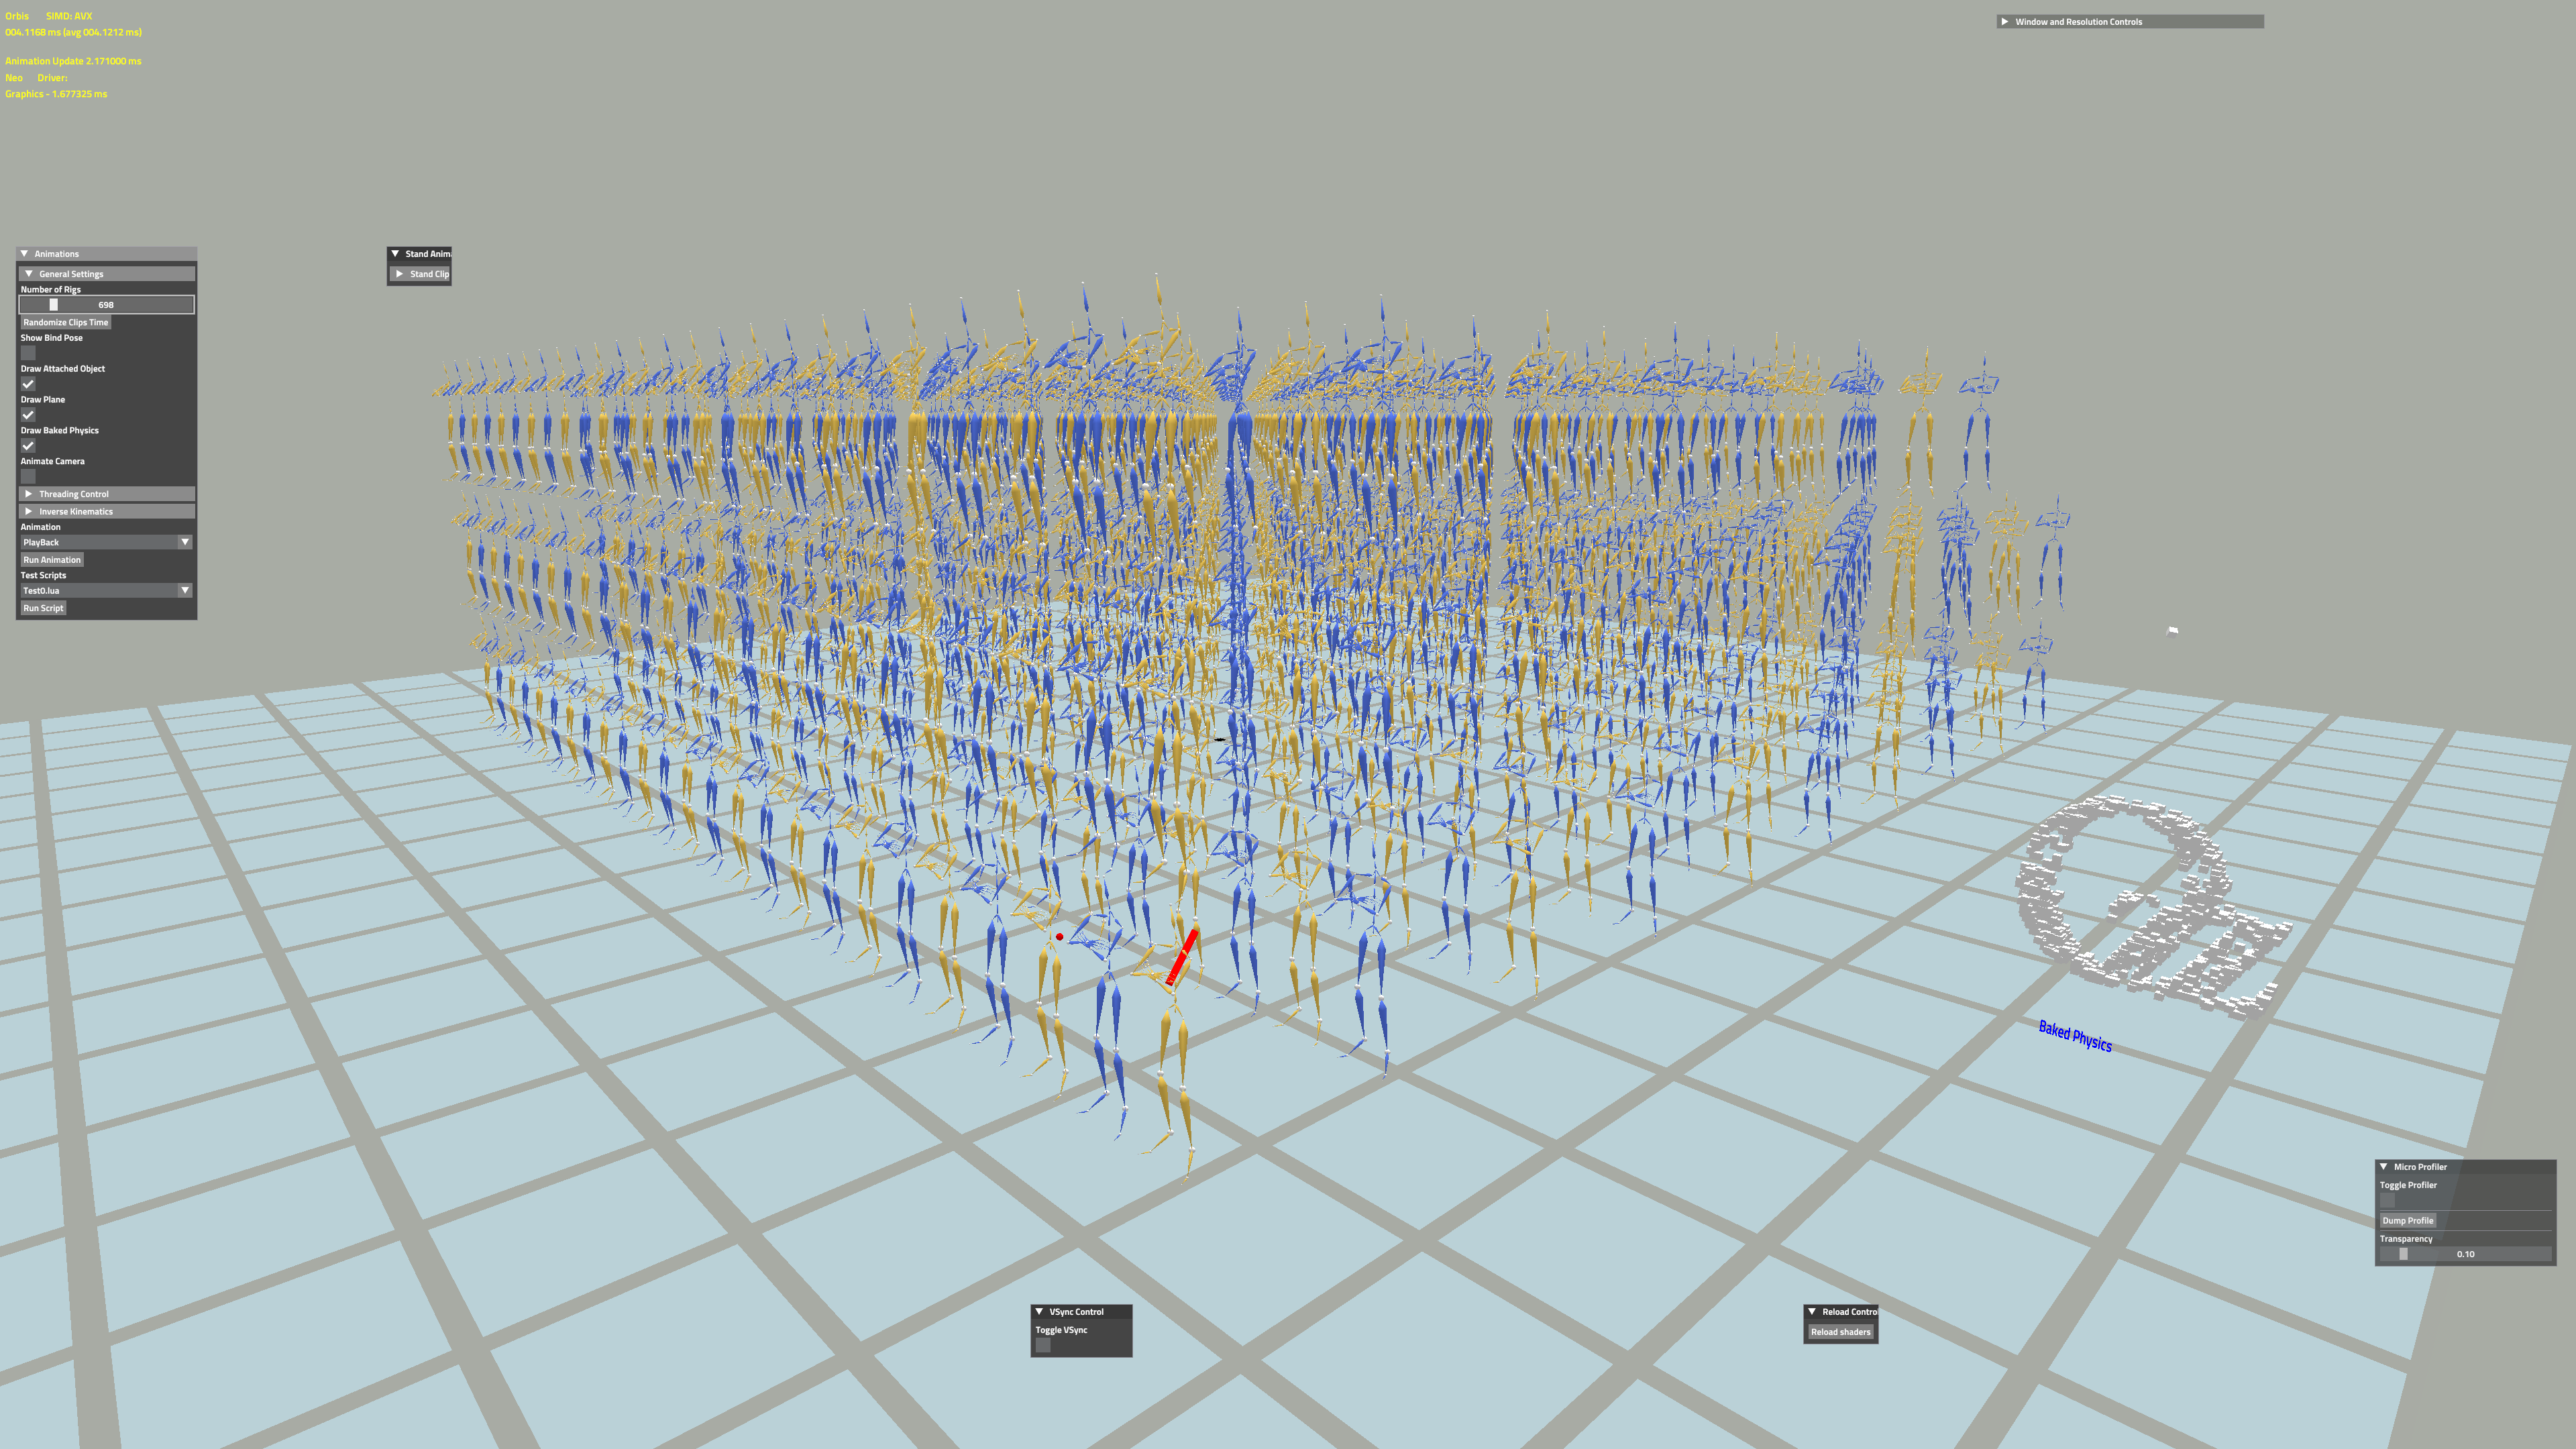 Orbis SIMD: AVX
004.1168 ms (avg 004.1212 ms)
Animation Update 2.171000 ms
Neo Driver:
Graphics - 1.677325 ms
Window and Resolution Controls
Animations
General Settings
Number of Rigs
698
Randomize Clips Time
Show Bind Pose
Draw Attached Object
Draw Plane
Draw Baked Physics
Animate Camera
Threading Control
Inverse Kinematics
Animation
PlayBack
Run Animation
Test Scripts
Test0.lua
Run Script
Stand Anim
Stand Clip
Baked Physics
Micro Profiler
Toggle Profiler
Dump Profile
Transparency
0.10
VSync Control
Toggle VSync
Reload Contro
Reload shaders